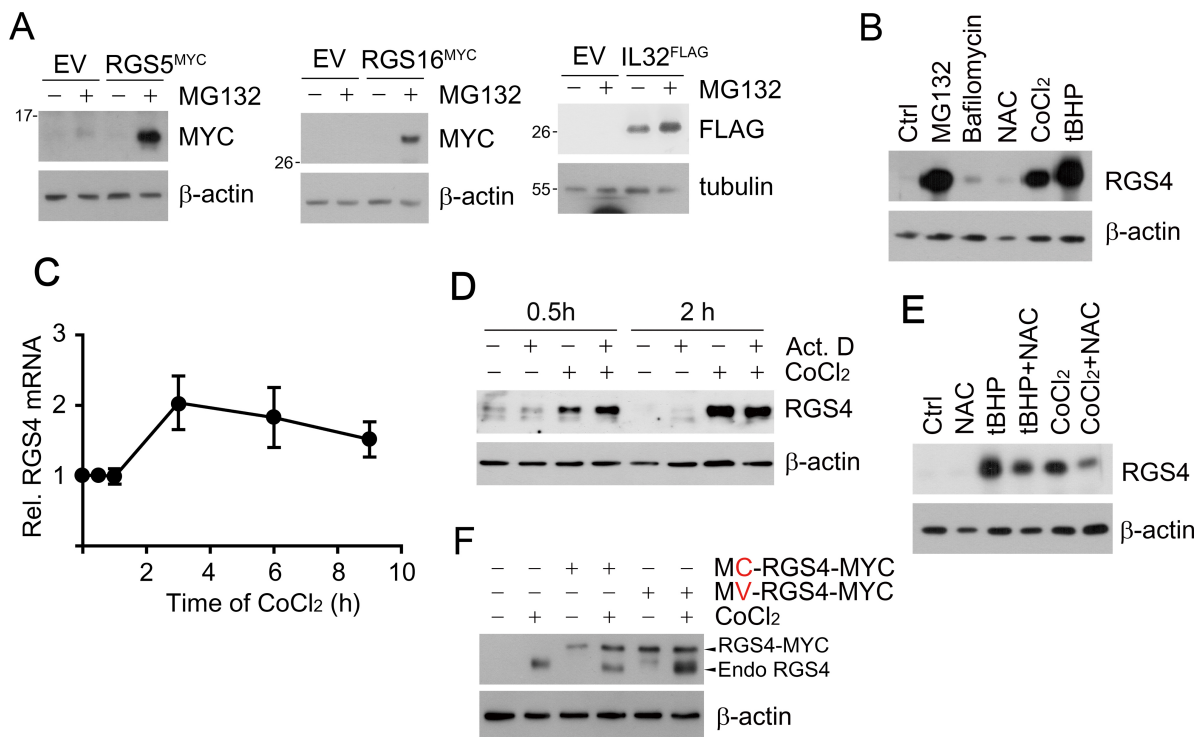 A
EV RGS5MYC
− + − + MG132
17-
MYC
β-actin
EV RGS16MYC
− + − + MG132
MYC
26-
β-actin
EV IL32FLAG
− + − + MG132
26- FLAG
55- tubulin
B
Ctrl
MG132
Bafilomycin
NAC
CoCl2
tBHP
RGS4
β-actin
C
Rel. RGS4 mRNA
3
2
1
2 4 6 8 10
Time of CoCl2 (h)
D
0.5h 2 h
− + − + − + − + Act. D
− − + + − − + + CoCl2
RGS4
β-actin
E
Ctrl
NAC
tBHP
tBHP+NAC
CoCl2
CoCl2+NAC
RGS4
β-actin
F
− − + + − − MC-RGS4-MYC
− − − − + + MV-RGS4-MYC
− + − + − + CoCl2
RGS4-MYC
Endo RGS4
β-actin